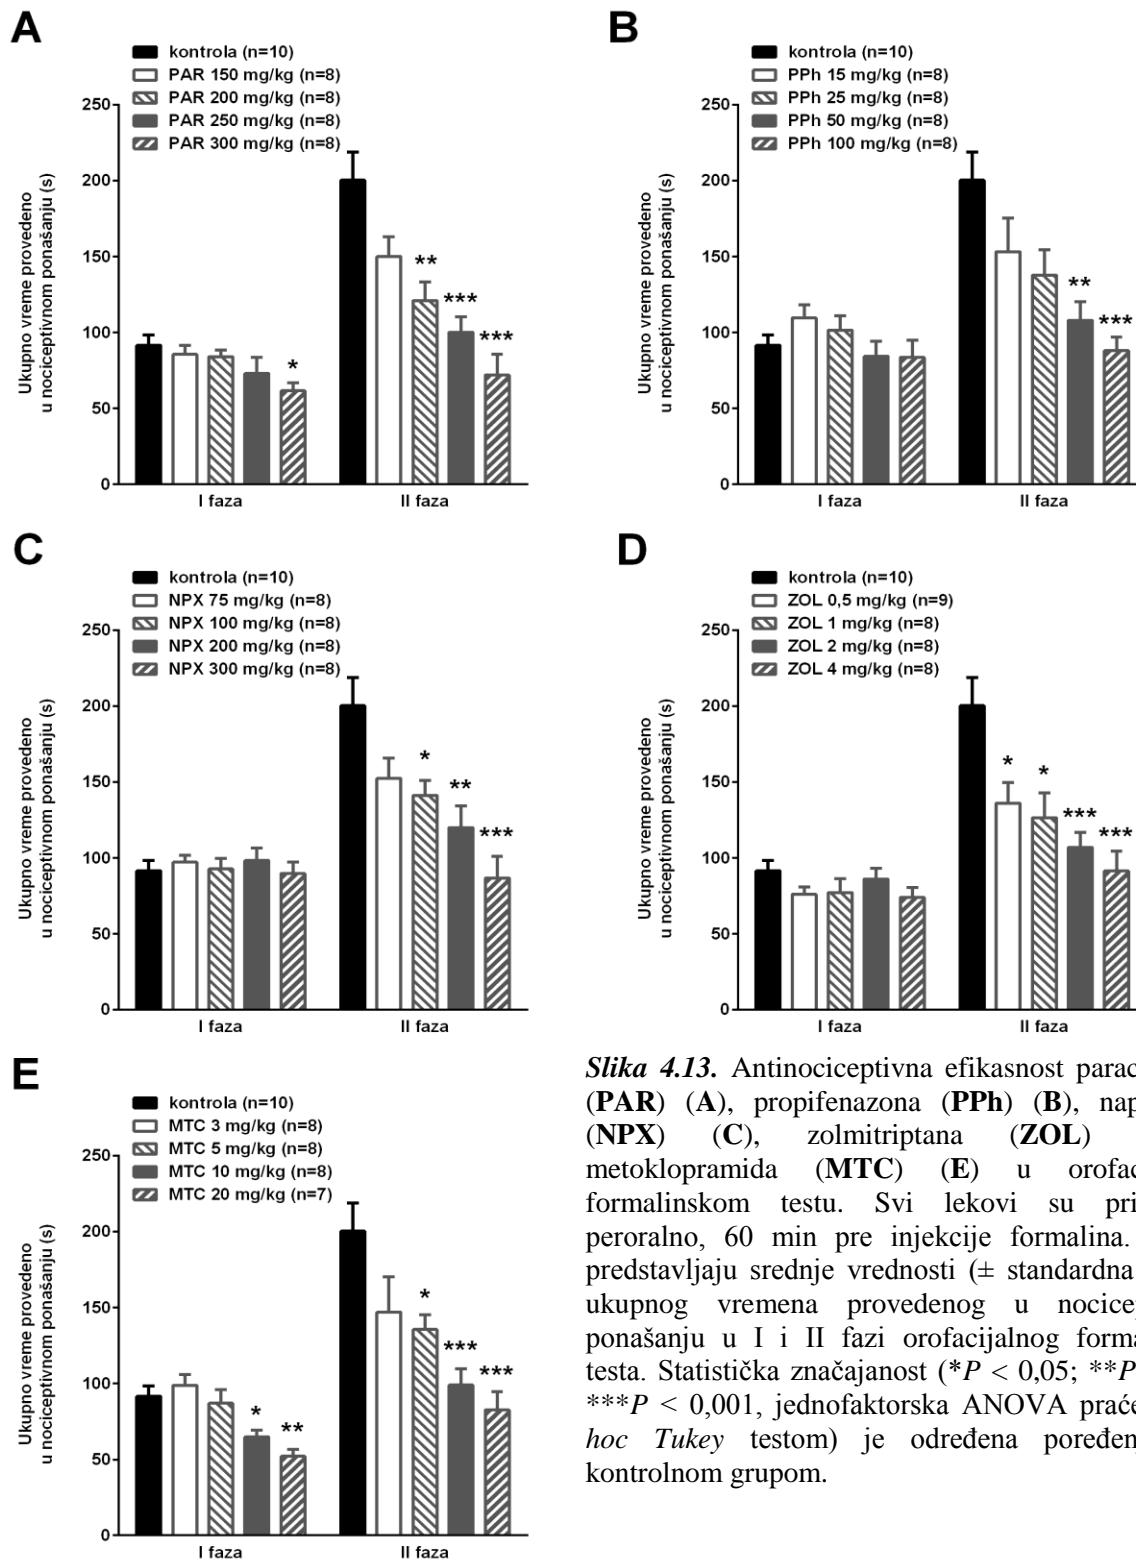 A
kontrola (n=10)
PAR 150 mg/kg (n=8)
PAR 200 mg/kg (n=8)
PAR 250 mg/kg (n=8)
PAR 300 mg/kg (n=8)
Ukupno vreme provedeno
u nociceptivnom ponašanju (s)
250
200
150
100
50
0
*
**
***
***
I faza
II faza
B
kontrola (n=10)
PPh 15 mg/kg (n=8)
PPh 25 mg/kg (n=8)
PPh 50 mg/kg (n=8)
PPh 100 mg/kg (n=8)
Ukupno vreme provedeno
u nociceptivnom ponašanju (s)
250
200
150
100
50
0
**
***
I faza
II faza
C
kontrola (n=10)
NPX 75 mg/kg (n=8)
NPX 100 mg/kg (n=8)
NPX 200 mg/kg (n=8)
NPX 300 mg/kg (n=8)
Ukupno vreme provedeno
u nociceptivnom ponašanju (s)
250
200
150
100
50
0
*
**
***
I faza
II faza
D
kontrola (n=10)
ZOL 0,5 mg/kg (n=9)
ZOL 1 mg/kg (n=8)
ZOL 2 mg/kg (n=8)
ZOL 4 mg/kg (n=8)
Ukupno vreme provedeno
u nociceptivnom ponašanju (s)
250
200
150
100
50
0
*
*
***
***
I faza
II faza
E
kontrola (n=10)
MTC 3 mg/kg (n=8)
MTC 5 mg/kg (n=8)
MTC 10 mg/kg (n=8)
MTC 20 mg/kg (n=7)
Ukupno vreme provedeno
u nociceptivnom ponašanju (s)
250
200
150
100
50
0
*
**
*
***
***
I faza
II faza
Slika 4.13. Antinociceptivna efikasnost parac
(PAR) (A), propifenazona (PPh) (B), nap
(NPX) (C), zolmitriptana (ZOL)
metoklopramida (MTC) (E) u orofac
formalinskom testu. Svi lekovi su pri
peroralno, 60 min pre injekcije formalina.
predstavljaju srednje vrednosti (± standardna
ukupnog vremena provedenog u nocice
ponašanju u I i II fazi orofacijalnog forma
testa. Statistička značajanost (*P < 0,05; **P
***P < 0,001, jednofaktorska ANOVA praće
hoc Tukey testom) je određena poređen
kontrolnom grupom.